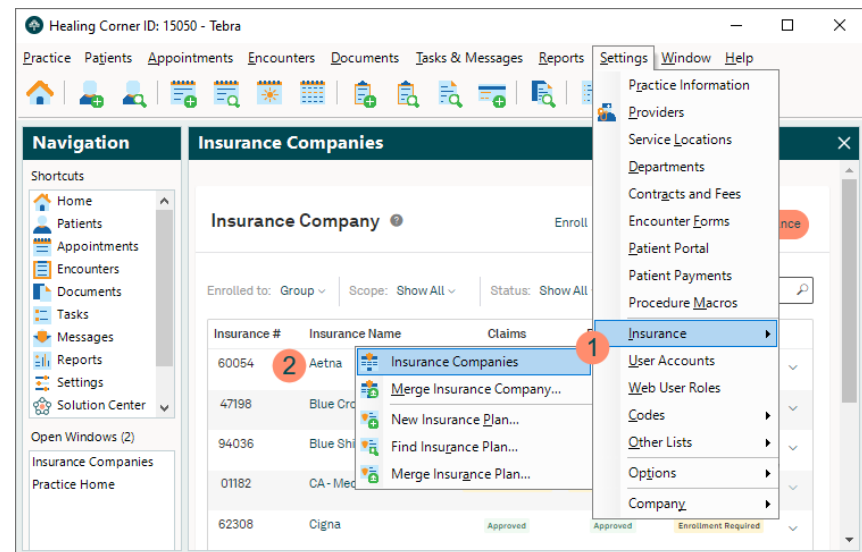 Healing Corner ID: 15050 - Tebra
Practice Patients Appointments Encounters Documents Tasks & Messages Reports Settings Window Help
Navigation
Shortcuts
Home
Patients
Appointments
Encounters
Documents
Tasks
Messages
Reports
Settings
Solution Center
Open Windows (2)
Insurance Companies
Practice Home
Insurance Companies
Insurance Company
Enroll
nce
Enrolled to: Group Scope: Show All Status: Show All
Insurance # Insurance Name Claims
60054 Aetna
47198 Blue Cro
94036 Blue Shi
01182 CA - Med
62308 Cigna Approved Approved Enrollment Required
Practice Information
Providers
Service Locations
Departments
Contracts and Fees
Encounter Forms
Patient Portal
Patient Payments
Procedure Macros
1 Insurance
User Accounts
Web User Roles
Codes
Other Lists
Options
Company
2 Insurance Companies
Merge Insurance Company...
New Insurance Plan...
Find Insurance Plan...
Merge Insurance Plan...